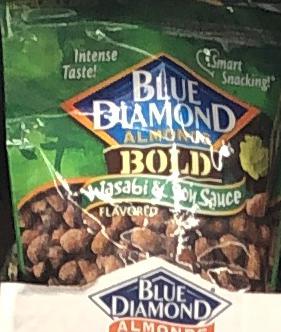 Intense
Taste!
Smart
Snacking!
BLUE
DIAMOND
ALMONDS
BOLD
Wasabi & Soy Sauce
FLAVORED
BLUE
DIAMOND
ALMONDS